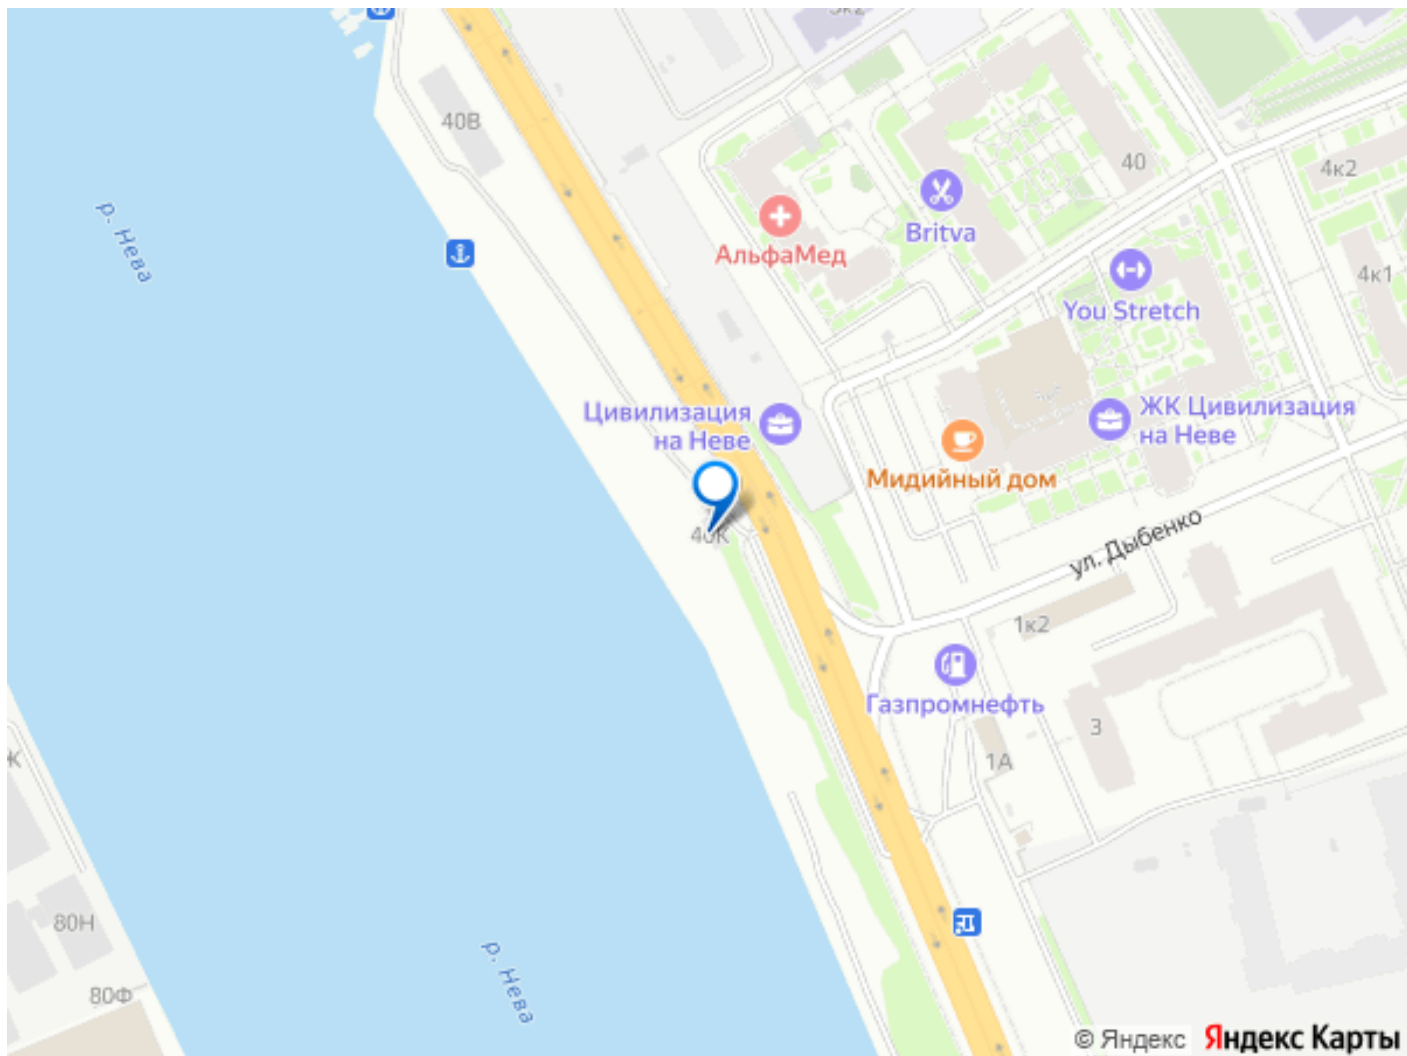 40В
40
4к2
р. Нева
Britva
АльфаМед
4к1
You Stretch
Цивилизация
на Неве
ЖК Цивилизация
на Неве
Мидийный дом
40К
ул. Дыбенко
1к2
Газпромнефть
3
1А
Ж
80Н
р. Нева
80Ф
© Яндекс Яндекс Карты